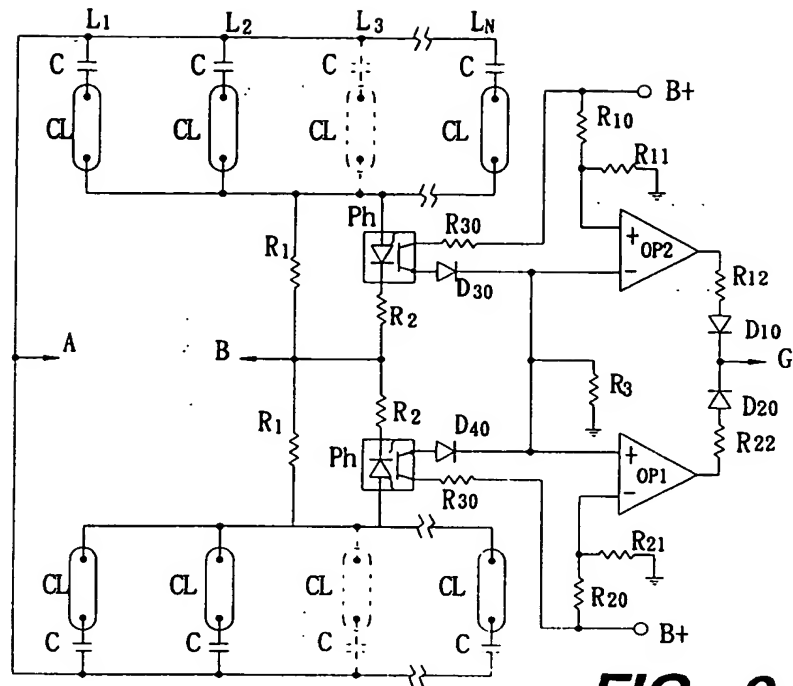 L1 L2 L3 LN
C C C C B+
CL CL CL CL R10
R11
Ph R30
R1 + OP2
- R12
D30
R2 D10
A B G
R3 D20
R1 R2 D40
+ R22
Ph OP1
R30 -
R21
CL CL CL CL
R20
C C C C B+